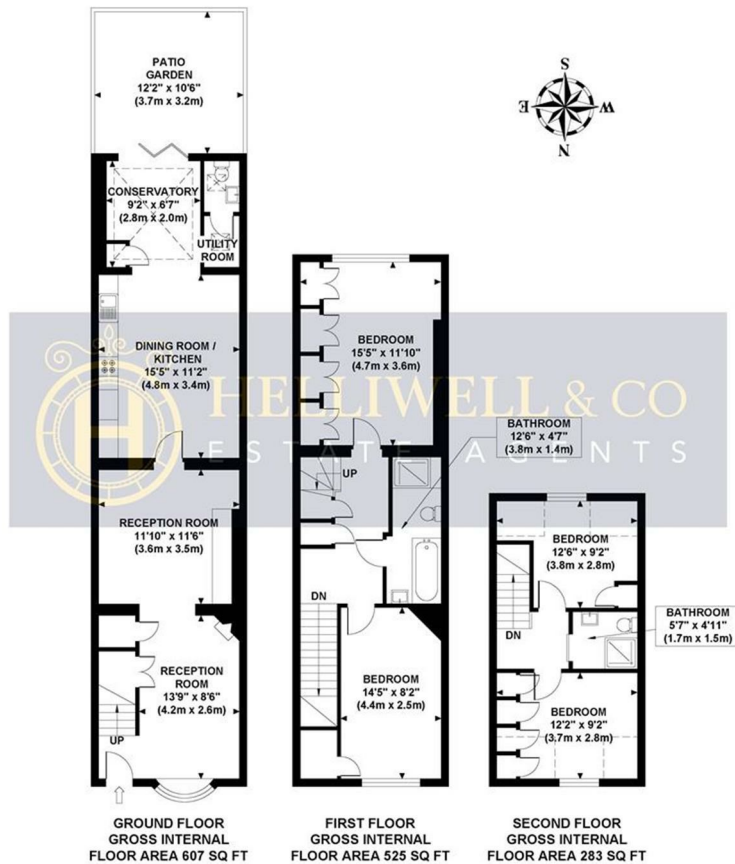 PATIO
GARDEN
12'2" x 10'6"
(3.7m x 3.2m)
S
E
W
N
CONSERVATORY
9'2" x 6'7"
(2.8m x 2.0m)
UTILITY
ROOM
DINING ROOM /
KITCHEN
15'5" x 11'2"
(4.8m x 3.4m)
RECEPTION ROOM
11'10" x 11'6"
(3.6m x 3.5m)
RECEPTION
ROOM
13'9" x 8'6"
(4.2m x 2.6m)
UP
BEDROOM
15'5" x 11'10"
(4.7m x 3.6m)
UP
BATHROOM
12'6" x 4'7"
(3.8m x 1.4m)
DN
BEDROOM
14'5" x 8'2"
(4.4m x 2.5m)
BEDROOM
12'6" x 9'2"
(3.8m x 2.8m)
DN
BATHROOM
5'7" x 4'11"
(1.7m x 1.5m)
BEDROOM
12'2" x 9'2"
(3.7m x 2.8m)
H
HELLIWELL & CO
ESTATE AGENTS
GROUND FLOOR
GROSS INTERNAL
FLOOR AREA 607 SQ FT
FIRST FLOOR
GROSS INTERNAL
FLOOR AREA 525 SQ FT
SECOND FLOOR
GROSS INTERNAL
FLOOR AREA 283 SQ FT